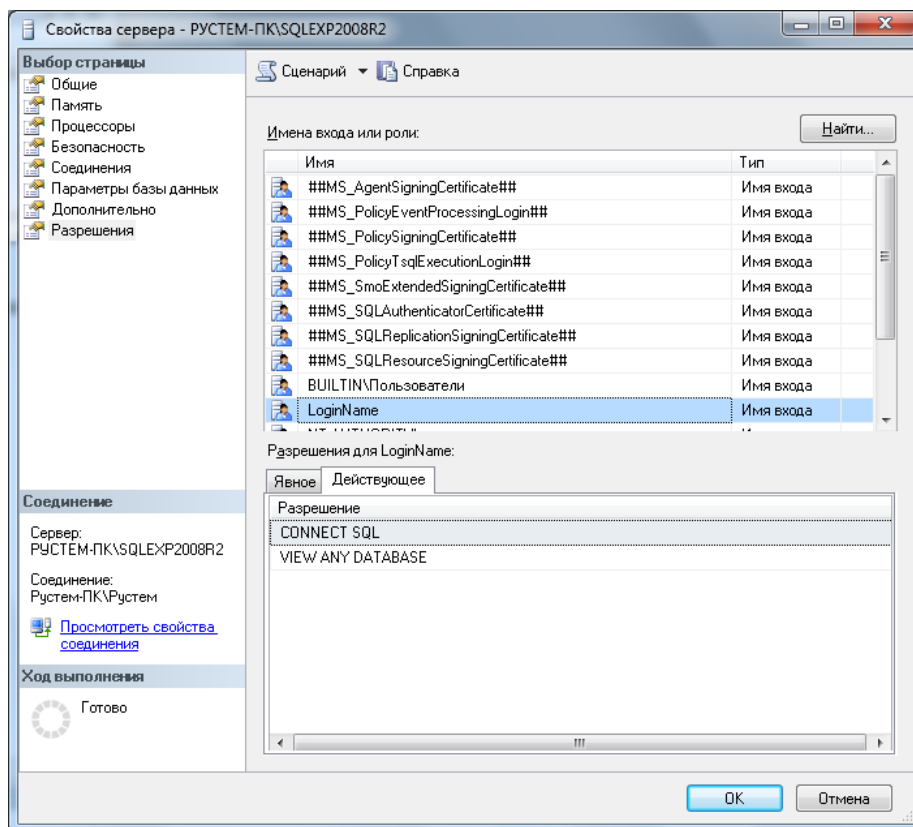 Свойства сервера - РУСТЕМ-ПК\SQLEXP2008R2
Выбор страницы
Общие
Память
Процессоры
Безопасность
Соединения
Параметры базы данных
Дополнительно
Разрешения
Сценарий
Справка
Имена входа или роли:
Найти...
Имя Тип
##MS_AgentSigningCertificate## Имя входа
##MS_PolicyEventProcessingLogin## Имя входа
##MS_PolicySigningCertificate## Имя входа
##MS_PolicyTsqlExecutionLogin## Имя входа
##MS_SmoExtendedSigningCertificate## Имя входа
##MS_SQLAuthenticatorCertificate## Имя входа
##MS_SQLReplicationSigningCertificate## Имя входа
##MS_SQLResourceSigningCertificate## Имя входа
BUILTIN\Пользователи Имя входа
LoginName Имя входа
Разрешения для LoginName:
Явное Действующее
Разрешение
CONNECT SQL
VIEW ANY DATABASE
Соединение
Сервер:
РУСТЕМ-ПК\SQLEXP2008R2
Соединение:
Рустем-ПК\Рустем
Просмотреть свойства
соединения
Ход выполнения
Готово
OK Отмена